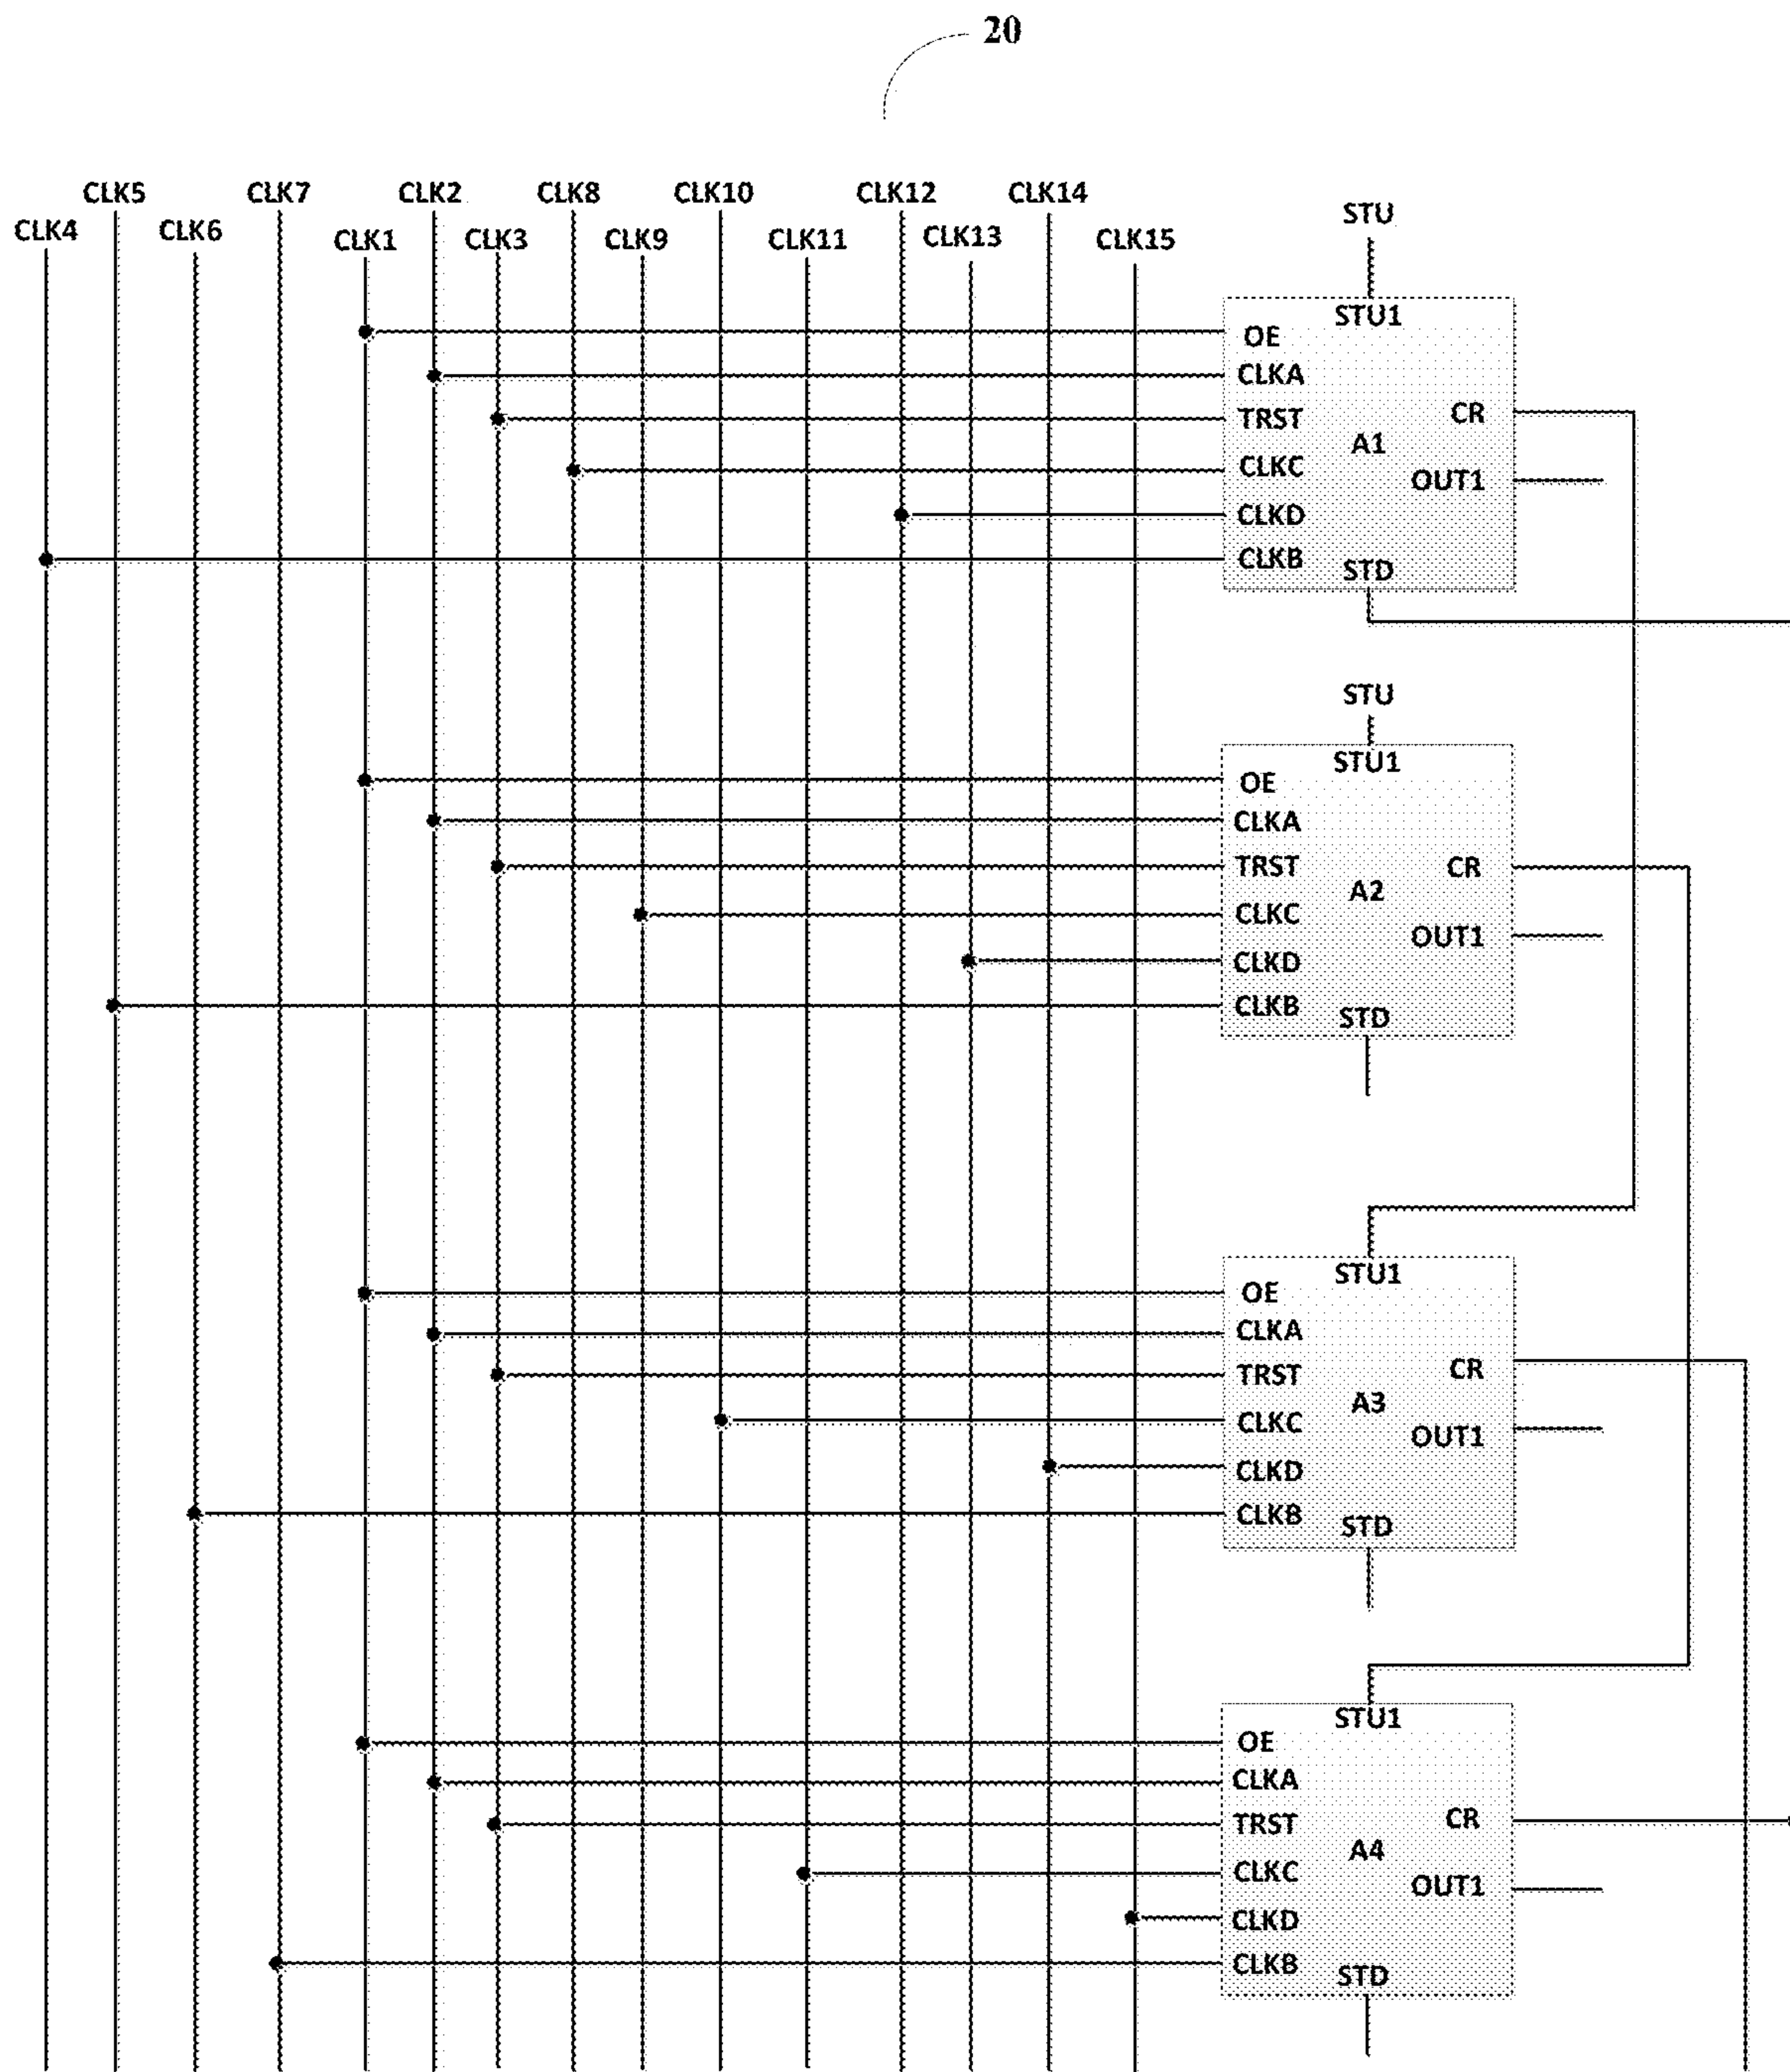 20
CLK5 CLK7 CLK2 CLK8 CLK10 CLK12 CLK14
CLK4 CLK6 CLK1 CLK3 CLK9 CLK11 CLK13 CLK15
STU
STU1
OE
CLKA
TRST
CR
A1
CLKC
OUT1
CLKD
CLKB
STD
STU
STU1
OE
CLKA
TRST
CR
A2
CLKC
OUT1
CLKD
CLKB
STD
STU1
OE
CLKA
TRST
CR
A3
CLKC
OUT1
CLKD
CLKB
STD
STU1
OE
CLKA
TRST
CR
A4
CLKC
OUT1
CLKD
CLKB
STD